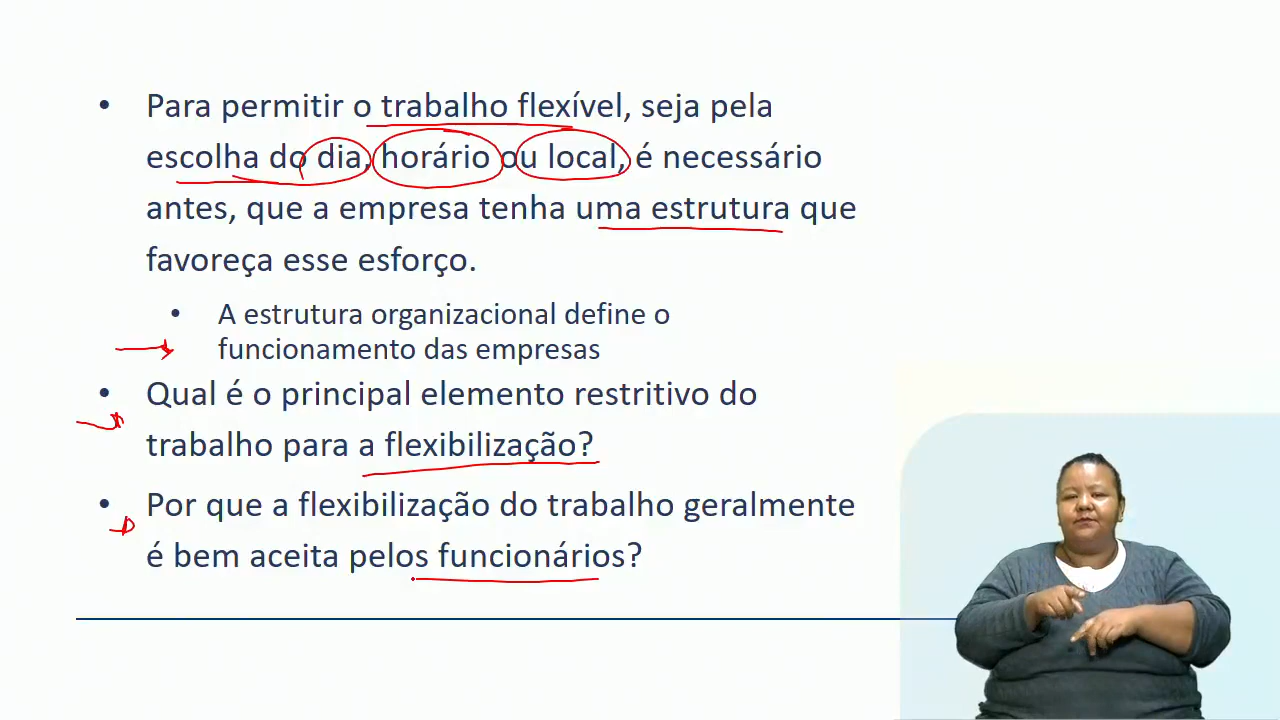 • Para permitir o trabalho flexível, seja pela
escolha do dia, horário ou local, é necessário
antes, que a empresa tenha uma estrutura que
favoreça esse esforço.
• A estrutura organizacional define o
funcionamento das empresas
• Qual é o principal elemento restritivo do
trabalho para a flexibilização?
• Por que a flexibilização do trabalho geralmente
é bem aceita pelos funcionários?